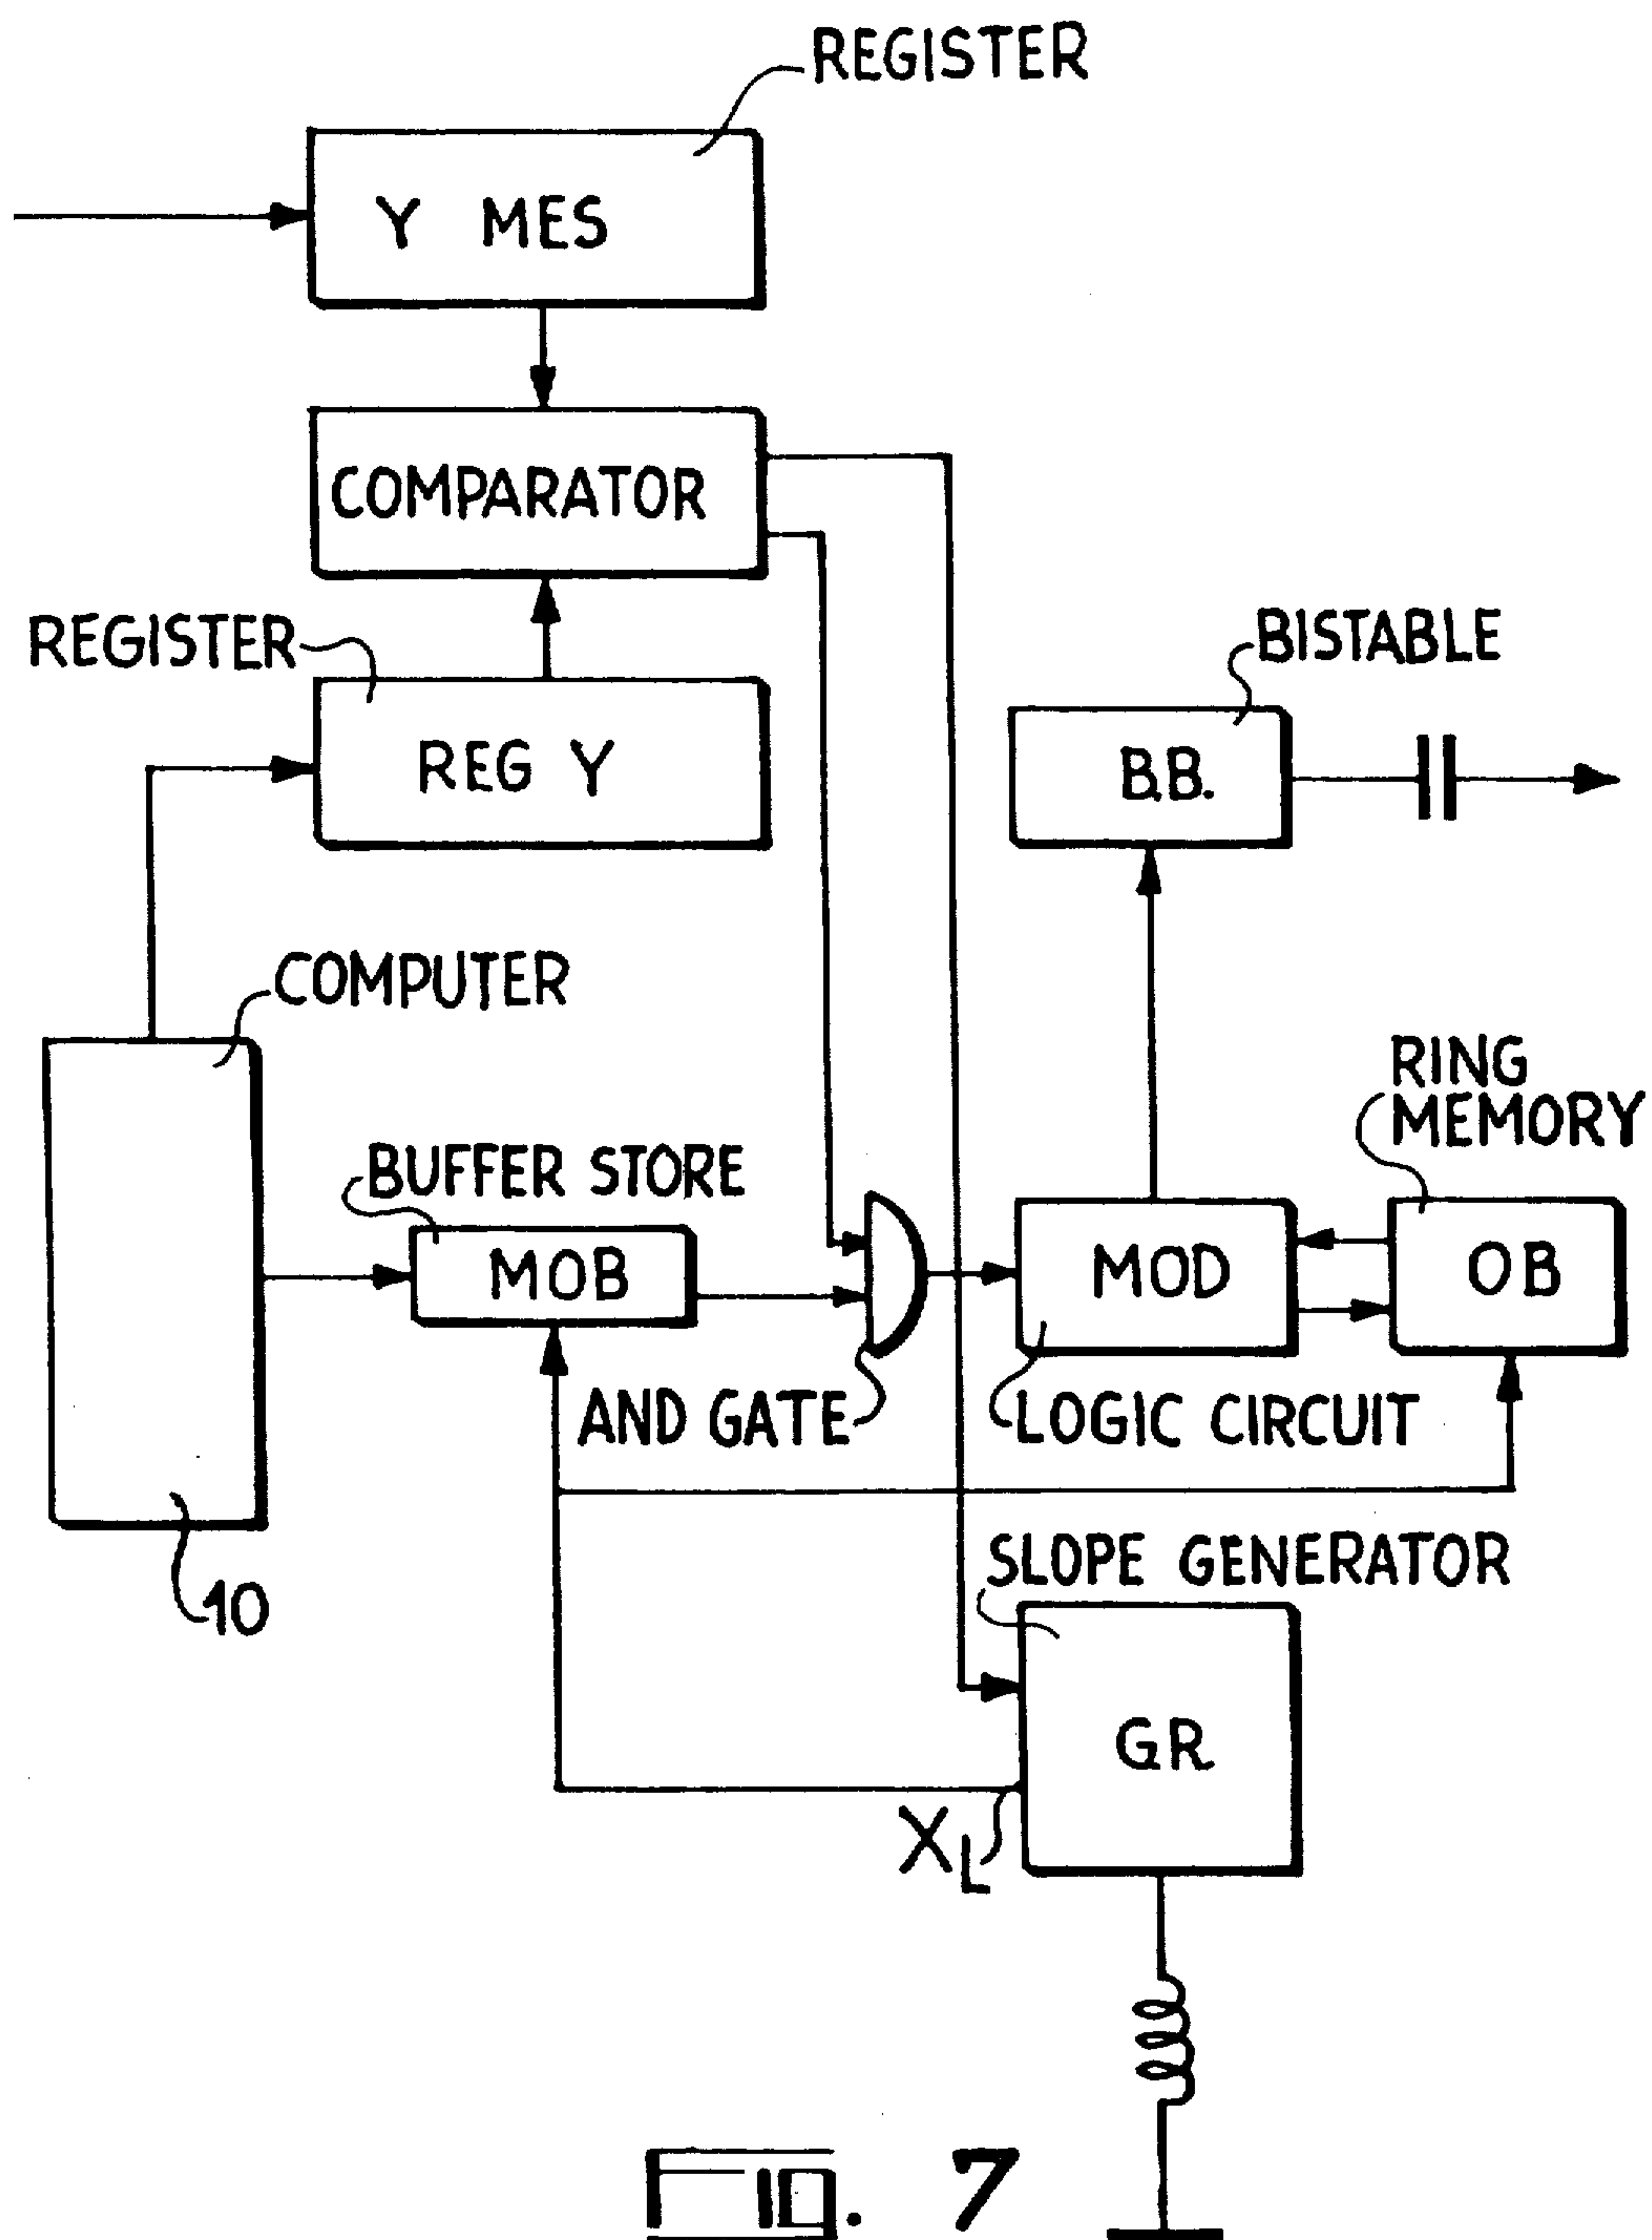 REGISTER
Y MES
COMPARATOR
REGISTER
BISTABLE
REG Y
B.B.
COMPUTER
RING
MEMORY
BUFFER STORE
MOB
MOD
OB
AND GATE
LOGIC CIRCUIT
SLOPE GENERATOR
10
G.R.
XL
Fig. 7